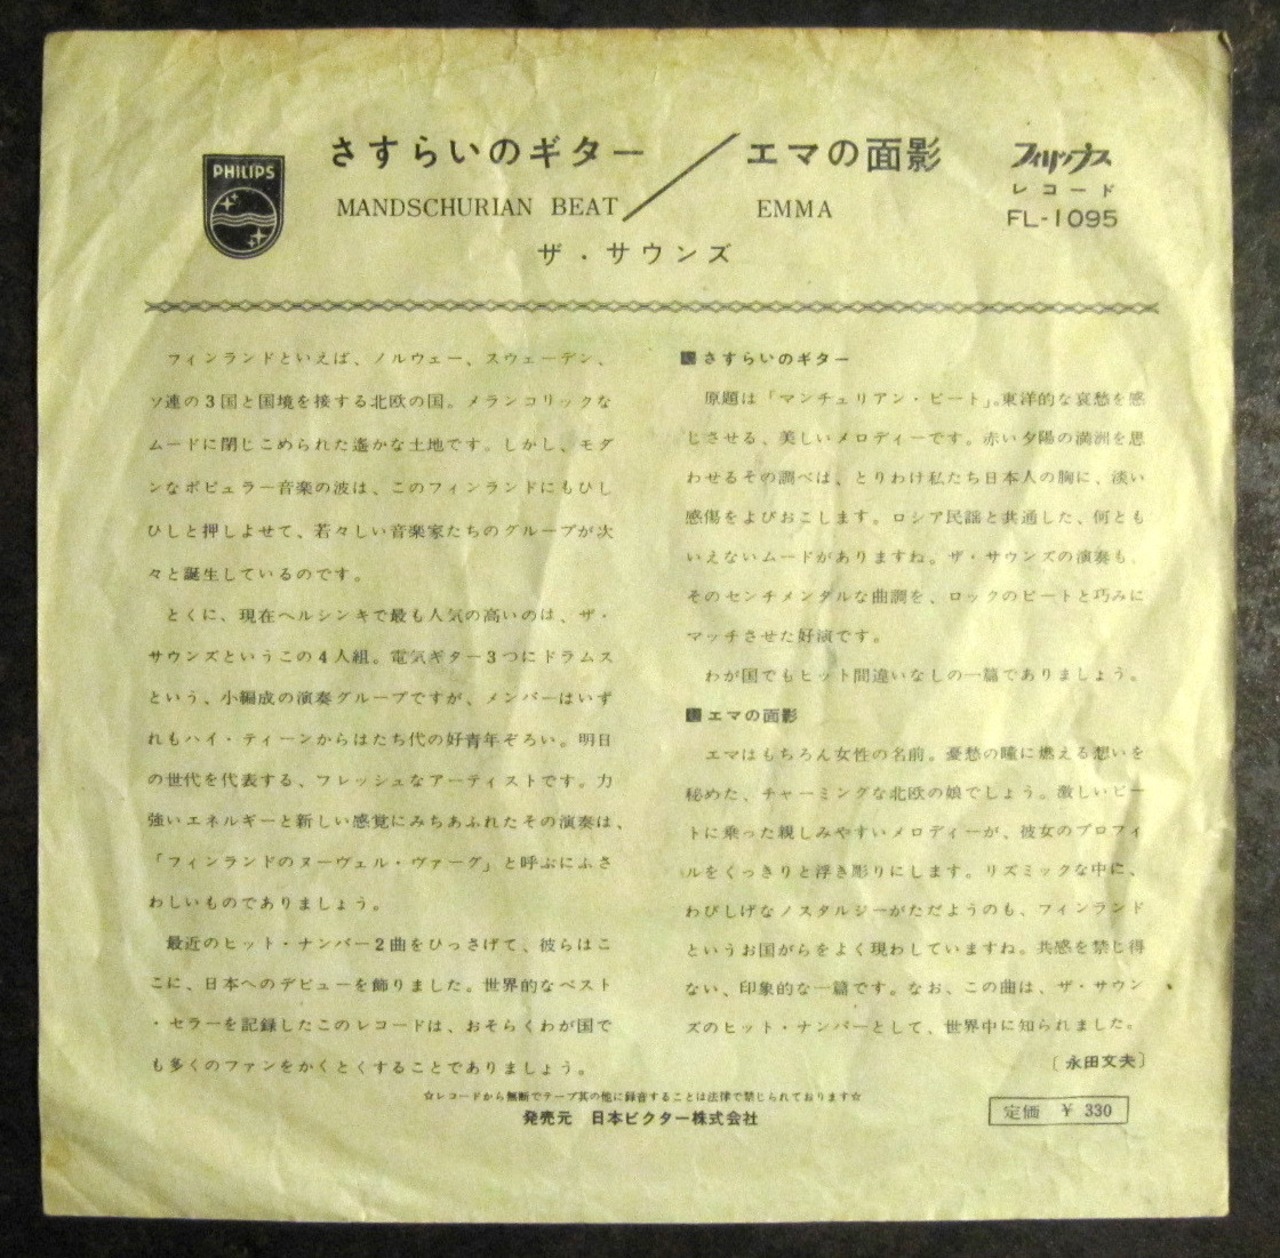 PHILIPS
さすらいのギター／エマの面影
MANDSCHURIAN BEAT／EMMA
ザ・サウンズ
フィリップス
レコード
FL-1095
フィンランドといえば、ノルウェー、スウェーデン、
ソ連の3国と国境を接する北欧の国。メランコリックな
ムードに閉じこめられた遙かな土地です。しかし、モダ
ンなポピュラー音楽の波は、このフィンランドにもひし
ひしと押しよせて、若々しい音楽家たちのグループが次
々と誕生しているのです。
とくに、現在ヘルシンキで最も人気の高いのは、ザ・
サウンズというこの4人組。電気ギター3つにドラムス
という、小編成の演奏グループですが、メンバーはいず
れもハイ・ティーンからはたち代の好青年ぞろい。明日
の世代を代表する、フレッシュなアーティストです。力
強いエネルギーと新しい感覚にみちあふれたその演奏は、
「フィンランドのヌーヴェル・ヴァーグ」と呼ぶにふさ
わしいものでありましょう。
最近のヒット・ナンバー2曲をひっさげて、彼らはこ
こに、日本へのデビューを飾りました。世界的なベスト
・セラーを記録したこのレコードは、おそらくわが国で
も多くのファンをかくとくすることでありましょう。
■さすらいのギター
原題は「マンチュリアン・ビート」。東洋的な哀愁を感
じさせる、美しいメロディーです。赤い夕陽の満洲を思
わせるその調べは、とりわけ私たち日本人の胸に、淡い
感傷をよびおこします。ロシア民謡と共通した、何とも
いえないムードがありますね。ザ・サウンズの演奏も、
そのセンチメンタルな曲調を、ロックのビートと巧みに
マッチさせた好演です。
わが国でもヒット間違いなしの一篇でありましょう。
■エマの面影
エマはもちろん女性の名前。憂愁の瞳に燃える想いを
秘めた、チャーミングな北欧の娘でしょう。激しいビー
トに乗った親しみやすいメロディーが、彼女のプロフィ
ルをくっきりと浮き彫りにします。リズミックな中に、
わびしげなノスタルジーがただようのも、フィンランド
というお国がらをよく現わしていますね。共感を禁じ得
ない、印象的な一篇です。なお、この曲は、ザ・サウン
ズのヒット・ナンバーとして、世界中に知られました。
〔永田文夫〕
☆レコードから無断でテープ其の他に録音することは法律で禁じられております☆
発売元　日本ビクター株式会社
定価　￥330